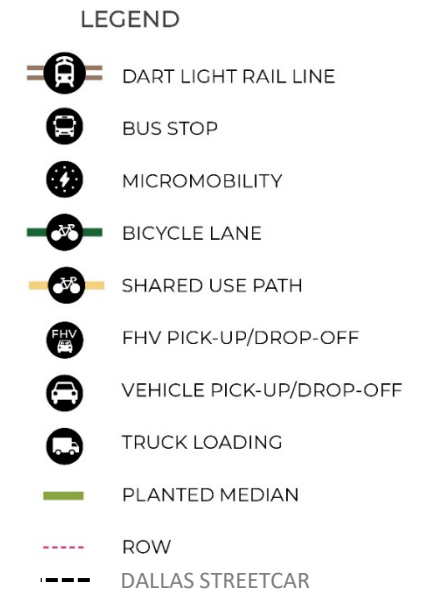 LEGEND
DART LIGHT RAIL LINE
BUS STOP
MICROMOBILITY
BICYCLE LANE
SHARED USE PATH
FHV
FHV PICK-UP/DROP-OFF
VEHICLE PICK-UP/DROP-OFF
TRUCK LOADING
PLANTED MEDIAN
ROW
DALLAS STREETCAR